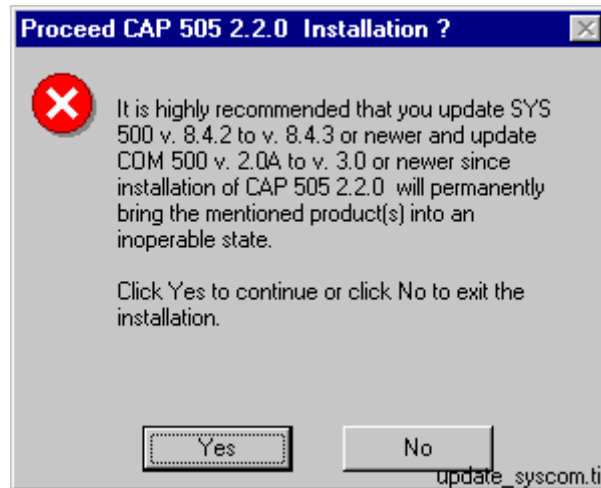 Proceed CAP 505 2.2.0  Installation ?
It is highly recommended that you update SYS
500 v. 8.4.2 to v. 8.4.3 or newer and update
COM 500 v. 2.0A to v. 3.0 or newer since
installation of CAP 505 2.2.0  will permanently
bring the mentioned product(s) into an
inoperable state.
Click Yes to continue or click No to exit the
installation.
Yes
No
update_syscom.ti